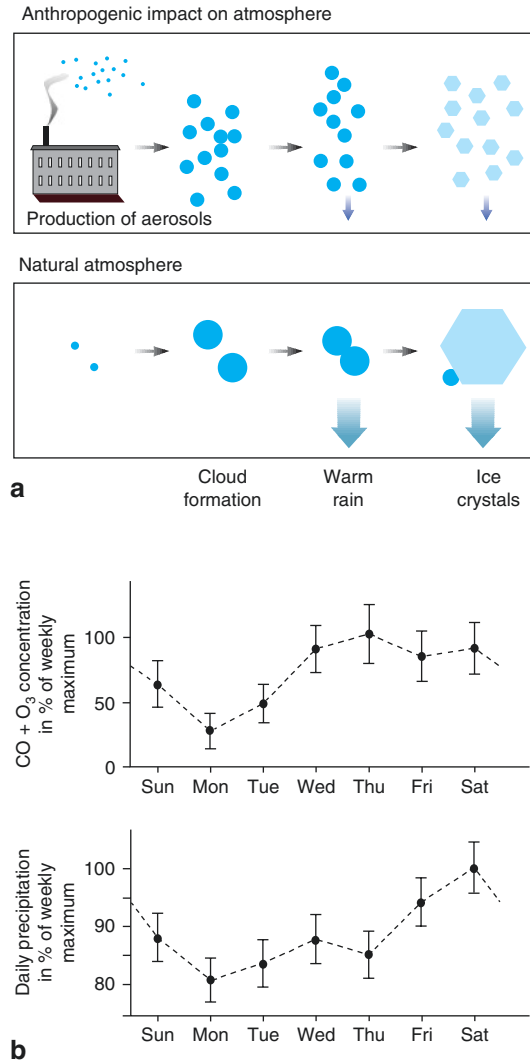 Anthropogenic impact on atmosphere
Production of aerosols
Natural atmosphere
Cloud
formation
Warm
rain
Ice
crystals
a
CO + O3 concentration
in % of weekly
maximum
100
50
0
Sun Mon Tue Wed Thu Fri Sat
Daily precipitation
in % of weekly
maximum
100
85
80
Sun Mon Tue Wed Thu Fri Sat
b